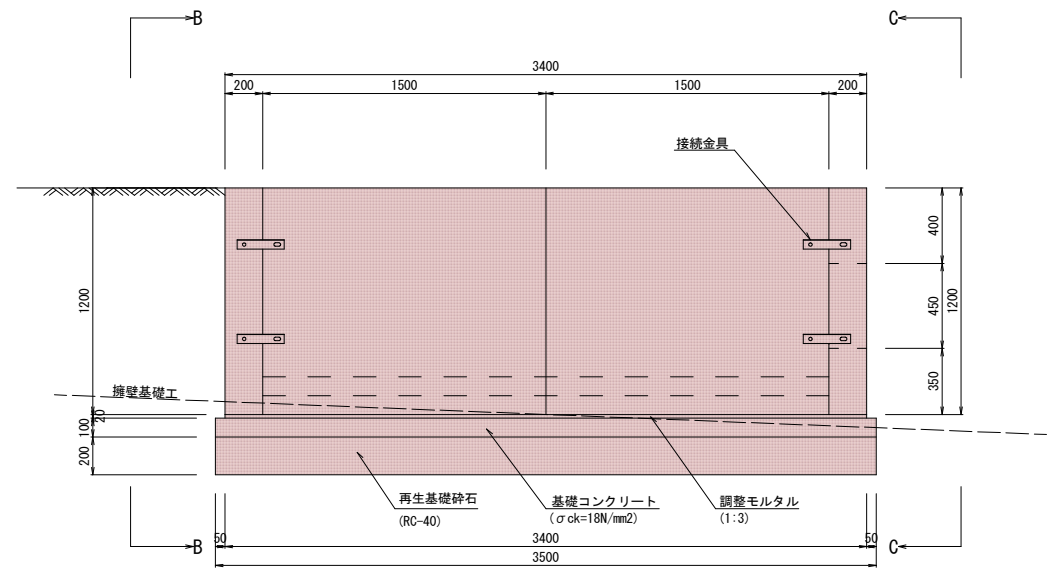 B
C
3400
200
1500
1500
200
接続金具
400
1200
450
1200
350
擁壁基礎工
20
100
200
再生基礎砕石
(RC-40)
基礎コンクリート
(σck=18N/mm2)
調整モルタル
(1:3)
50
B
3400
50
C
3500